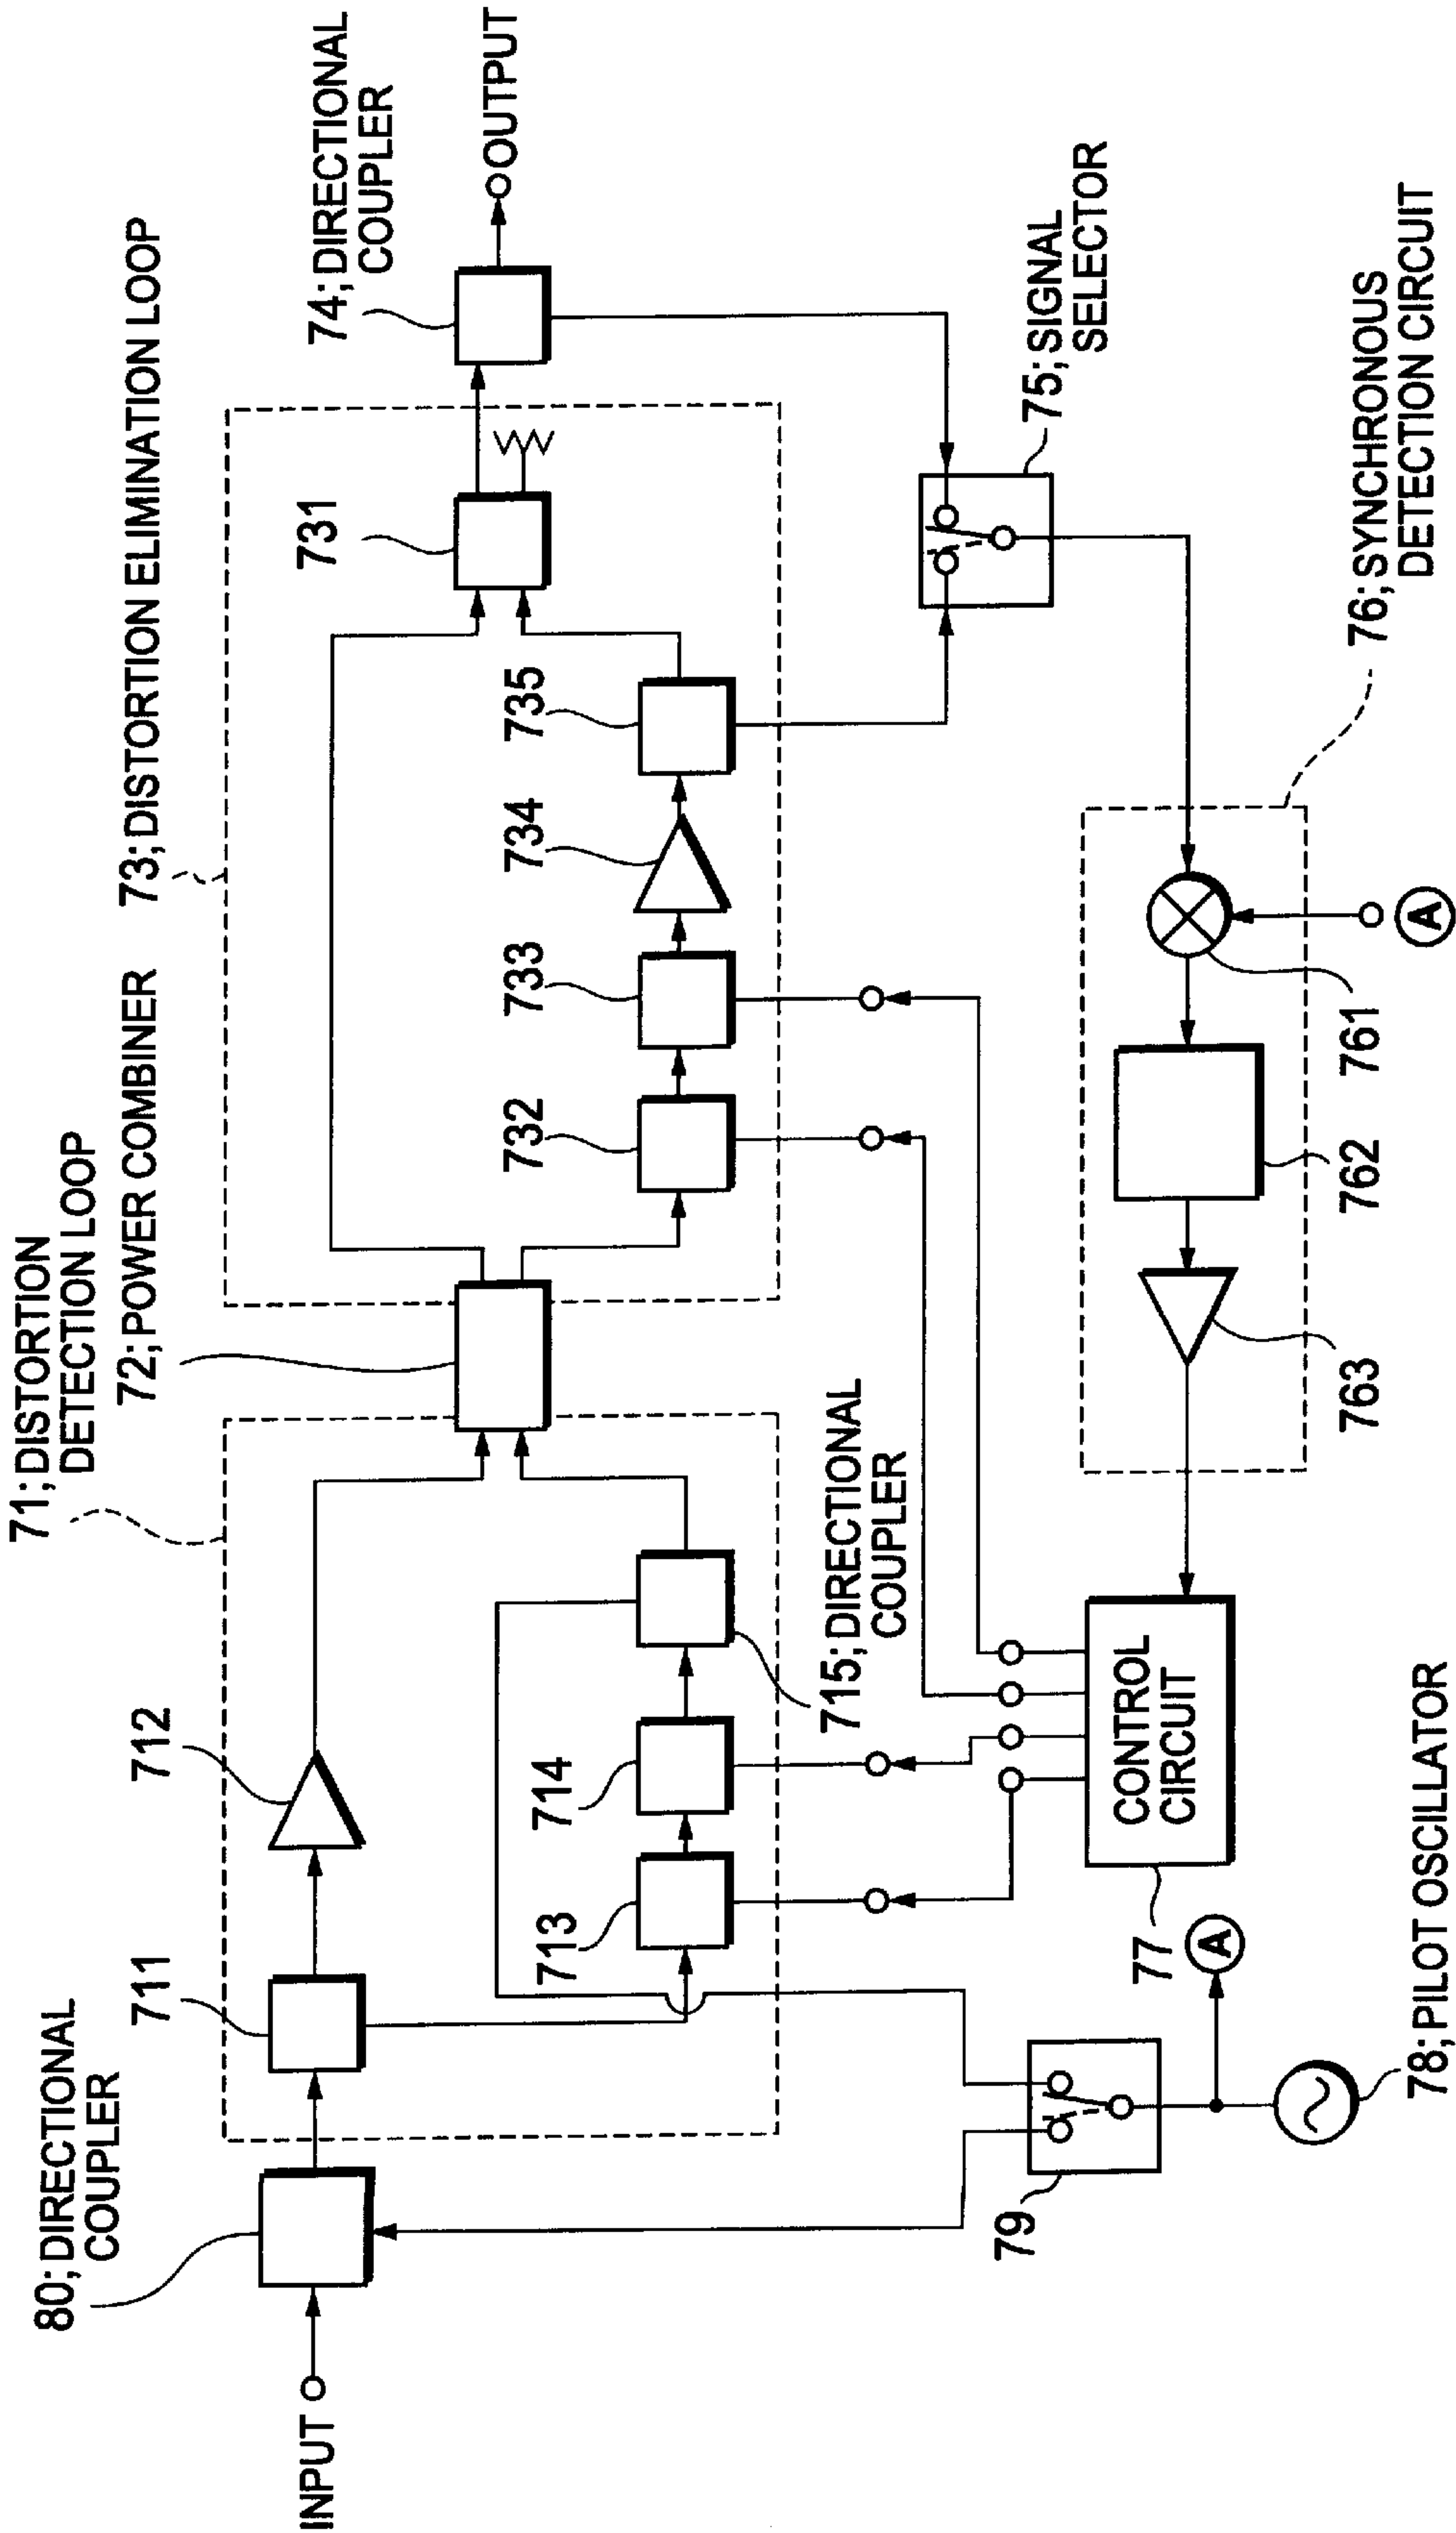 71; DISTORTION
DETECTION LOOP
72; POWER COMBINER
73; DISTORTION ELIMINATION LOOP
74; DIRECTIONAL
COUPLER
80; DIRECTIONAL
COUPLER
711
712
731
OUTPUT
INPUT
713
714
732
733
734
735
715; DIRECTIONAL
COUPLER
75; SIGNAL
SELECTOR
79
77
CONTROL
CIRCUIT
A
78; PILOT OSCILLATOR
763
762
761
A
76; SYNCHRONOUS
DETECTION CIRCUIT